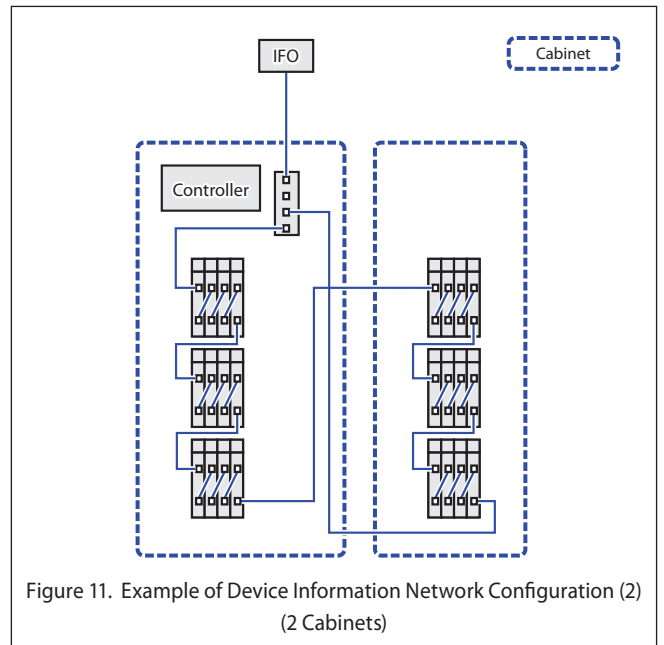 IFO
Cabinet
Controller
Figure 11. Example of Device Information Network Configuration (2)
(2 Cabinets)